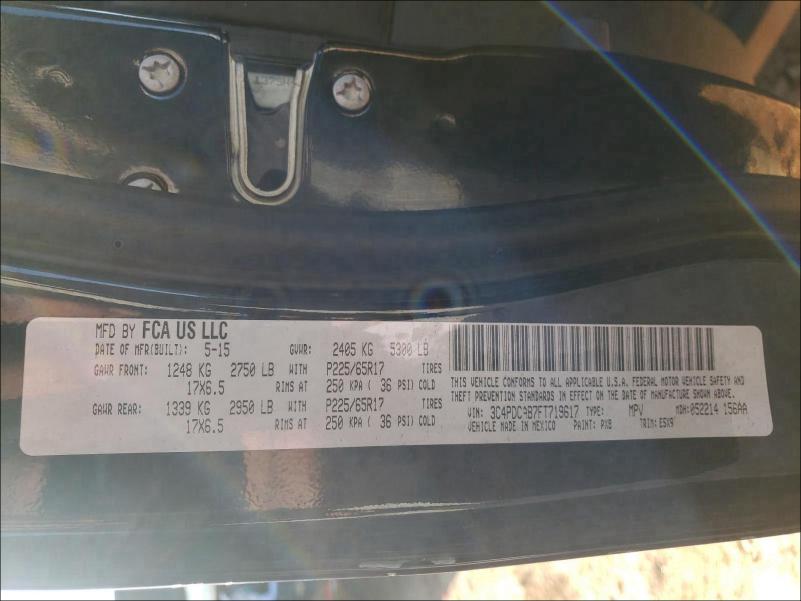 MFD BY FCA US LLC
DATE OF MFR(BUILT): 5-15 GVWR: 2405 KG 5300 LB
GAWR FRONT: 1248 KG 2750 LB WITH P225/65R17 TIRES
17X6.5 RIMS AT 250 KPA ( 36 PSI) COLD
GAWR REAR: 1339 KG 2950 LB WITH P225/65R17 TIRES
17X6.5 RIMS AT 250 KPA ( 36 PSI) COLD
THIS VEHICLE CONFORMS TO ALL APPLICABLE U.S.A. FEDERAL MOTOR VEHICLE SAFETY AND
THEFT PREVENTION STANDARDS IN EFFECT ON THE DATE OF MANUFACTURE SHOWN ABOVE.
VIN: 3C4PDCAB7FT719617 TYPE: MPV MDH: 052214 156AA
VEHICLE MADE IN MEXICO PAINT: PX8 TRIM: E5X9